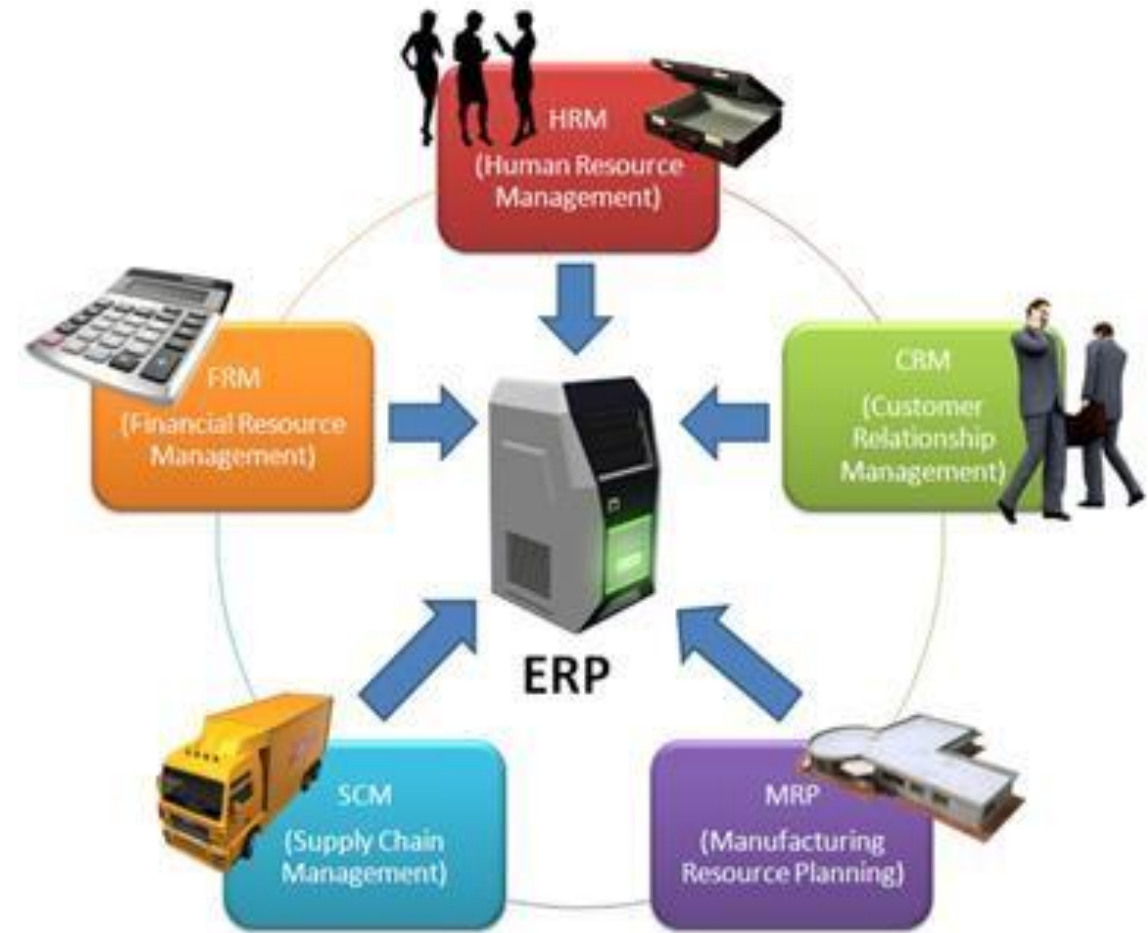 HRM
(Human Resource
Management)
FRM
(Financial Resource
Management)
CRM
(Customer
Relationship
Management)
ERP
SCM
(Supply Chain
Management)
MRP
(Manufacturing
Resource Planning)